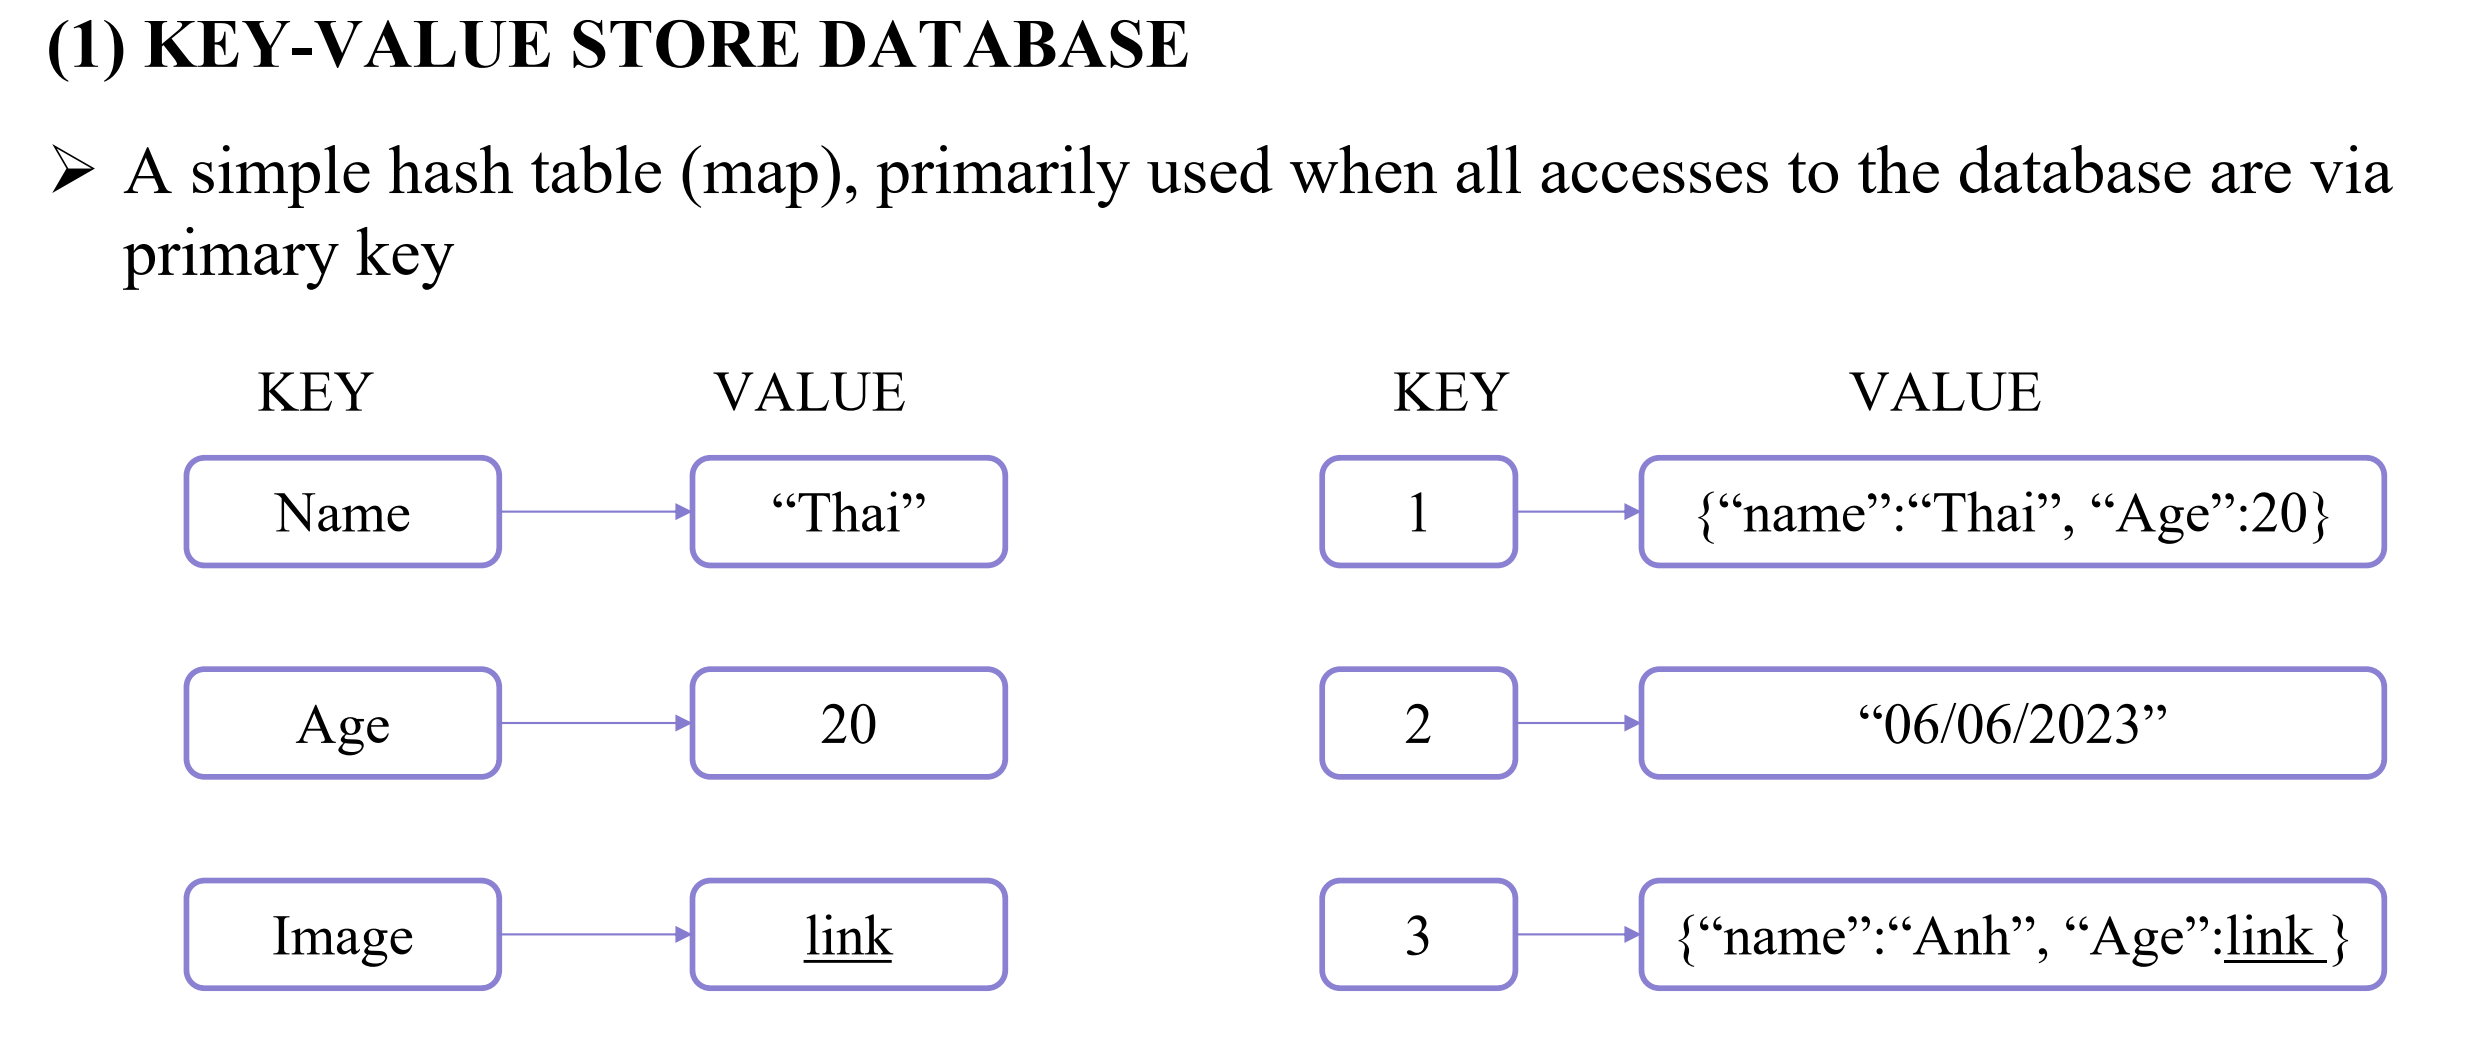 (1) KEY-VALUE STORE DATABASE
➢ A simple hash table (map), primarily used when all accesses to the database are via
primary key
KEY VALUE KEY VALUE
Name “Thai” 1 {“name”:“Thai”, “Age”:20}
Age 20 2 “06/06/2023”
Image link 3 {“name”:“Anh”, “Age”:link }